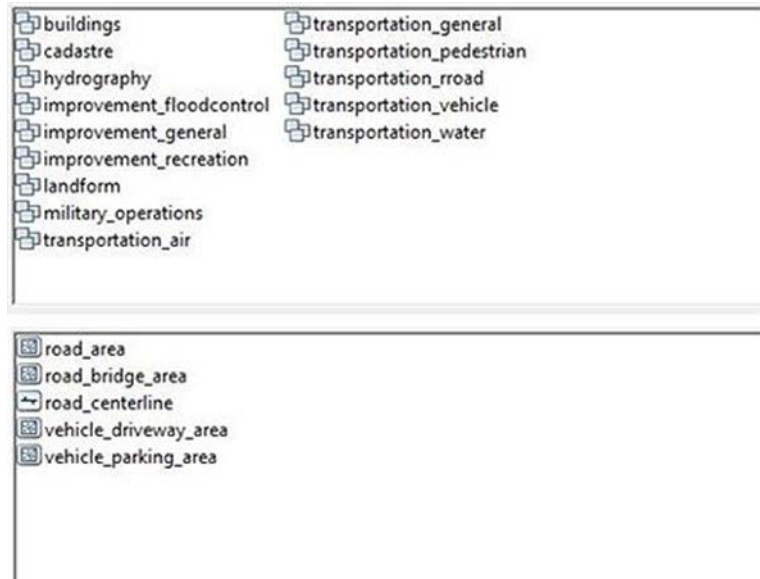 buildings
cadastre
hydrography
improvement_floodcontrol
improvement_general
improvement_recreation
landform
military_operations
transportation_air
transportation_general
transportation_pedestrian
transportation_rroad
transportation_vehicle
transportation_water
road_area
road_bridge_area
road_centerline
vehicle_driveway_area
vehicle_parking_area